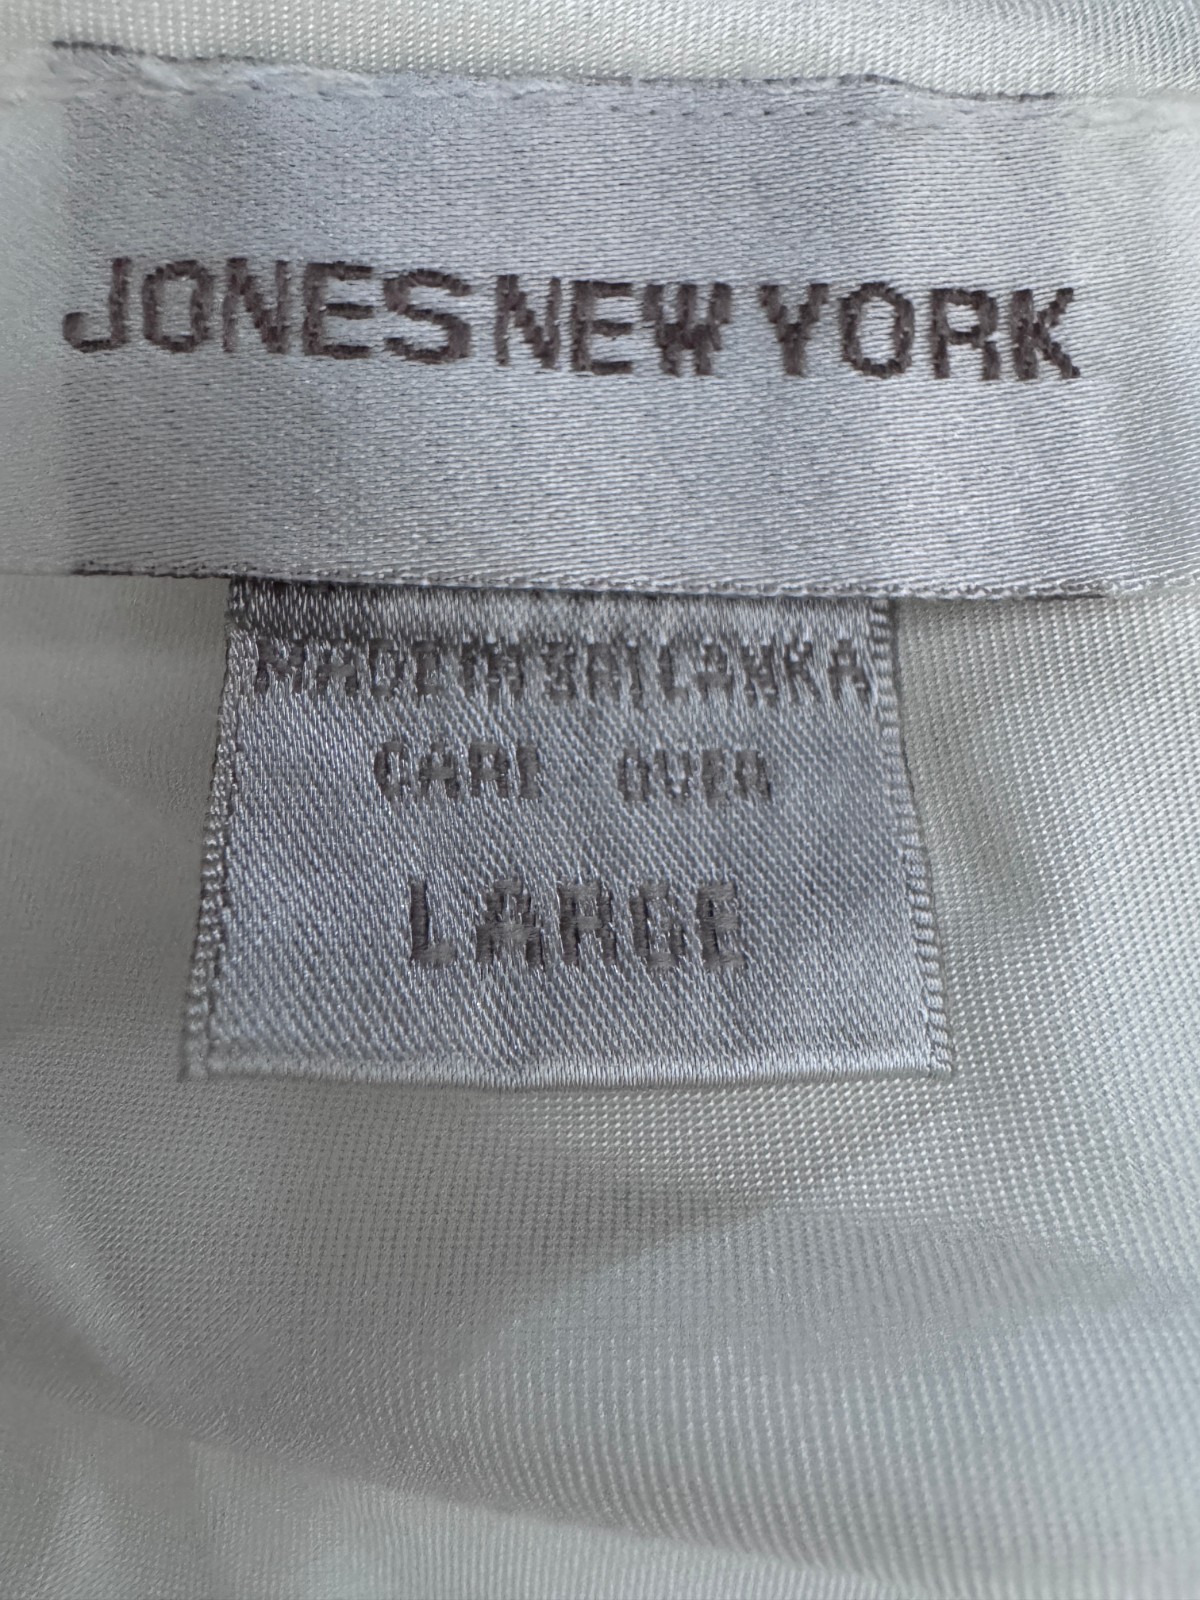 JONES NEW YORK
MADE IN SRI LANKA
CARE OVER
LARGE